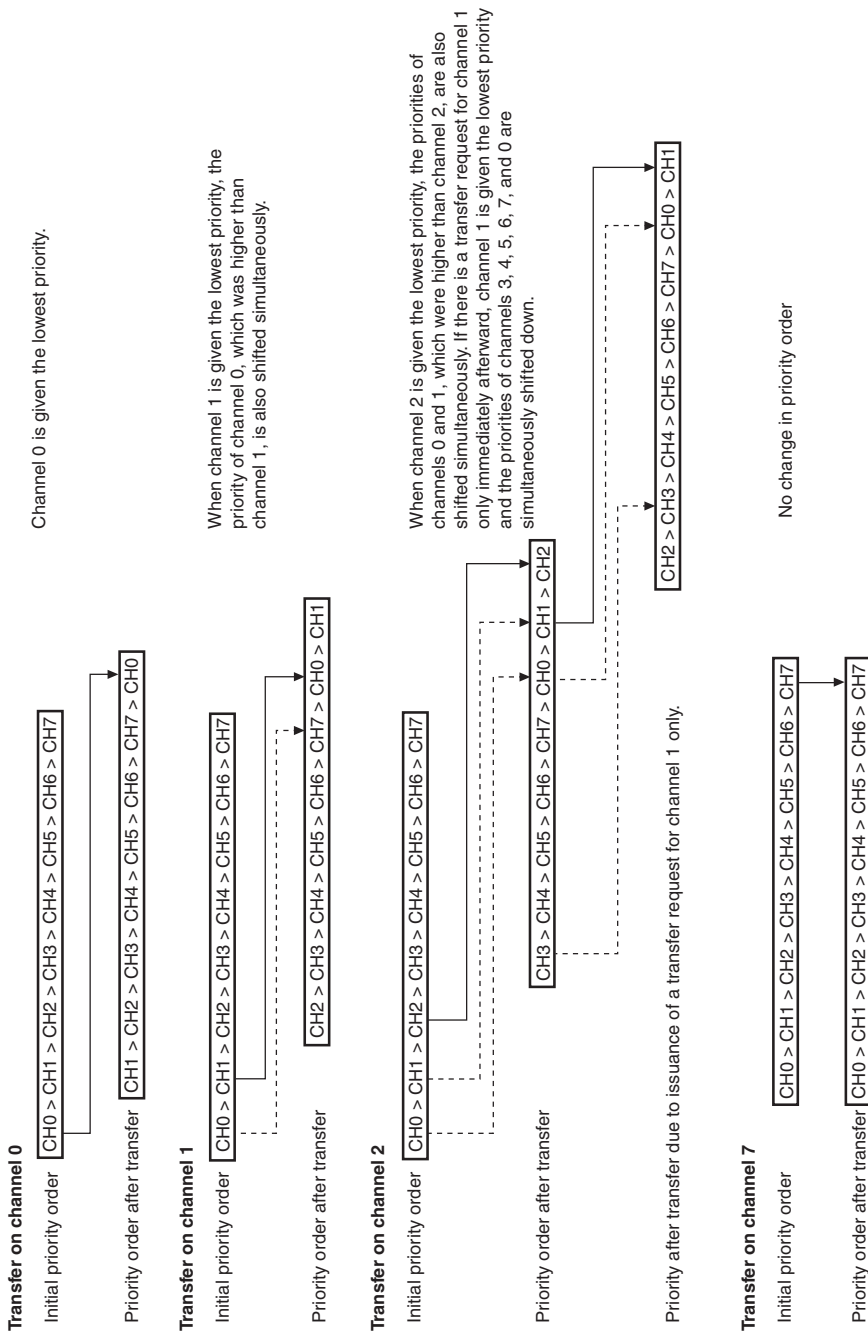 Transfer on channel 0
Initial priority order
CH0 > CH1 > CH2 > CH3 > CH4 > CH5 > CH6 > CH7
Channel 0 is given the lowest priority.
Priority order after transfer
CH1 > CH2 > CH3 > CH4 > CH5 > CH6 > CH7 > CH0
Transfer on channel 1
Initial priority order
CH0 > CH1 > CH2 > CH3 > CH4 > CH5 > CH6 > CH7
When channel 1 is given the lowest priority, the
priority of channel 0, which was higher than
channel 1, is also shifted simultaneously.
Priority order after transfer
CH2 > CH3 > CH4 > CH5 > CH6 > CH7 > CH0 > CH1
Transfer on channel 2
Initial priority order
CH0 > CH1 > CH2 > CH3 > CH4 > CH5 > CH6 > CH7
When channel 2 is given the lowest priority, the priorities of
channels 0 and 1, which were higher than channel 2, are also
shifted simultaneously. If there is a transfer request for channel 1
only immediately afterward, channel 1 is given the lowest priority
and the priorities of channels 3, 4, 5, 6, 7, and 0 are
simultaneously shifted down.
Priority order after transfer
CH3 > CH4 > CH5 > CH6 > CH7 > CH0 > CH1 > CH2
Priority after transfer due to issuance of a transfer request for channel 1 only.
CH2 > CH3 > CH4 > CH5 > CH6 > CH7 > CH0 > CH1
Transfer on channel 7
Initial priority order
CH0 > CH1 > CH2 > CH3 > CH4 > CH5 > CH6 > CH7
No change in priority order
Priority order after transfer
CH0 > CH1 > CH2 > CH3 > CH4 > CH5 > CH6 > CH7